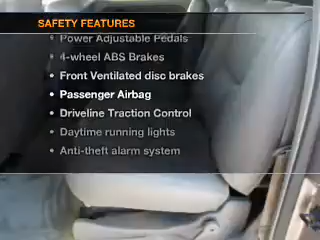 SAFETY FEATURES
• Power Adjustable Pedals
• 4-wheel ABS Brakes
• Front Ventilated disc brakes
• Passenger Airbag
• Driveline Traction Control
• Daytime running lights
• Anti-theft alarm system